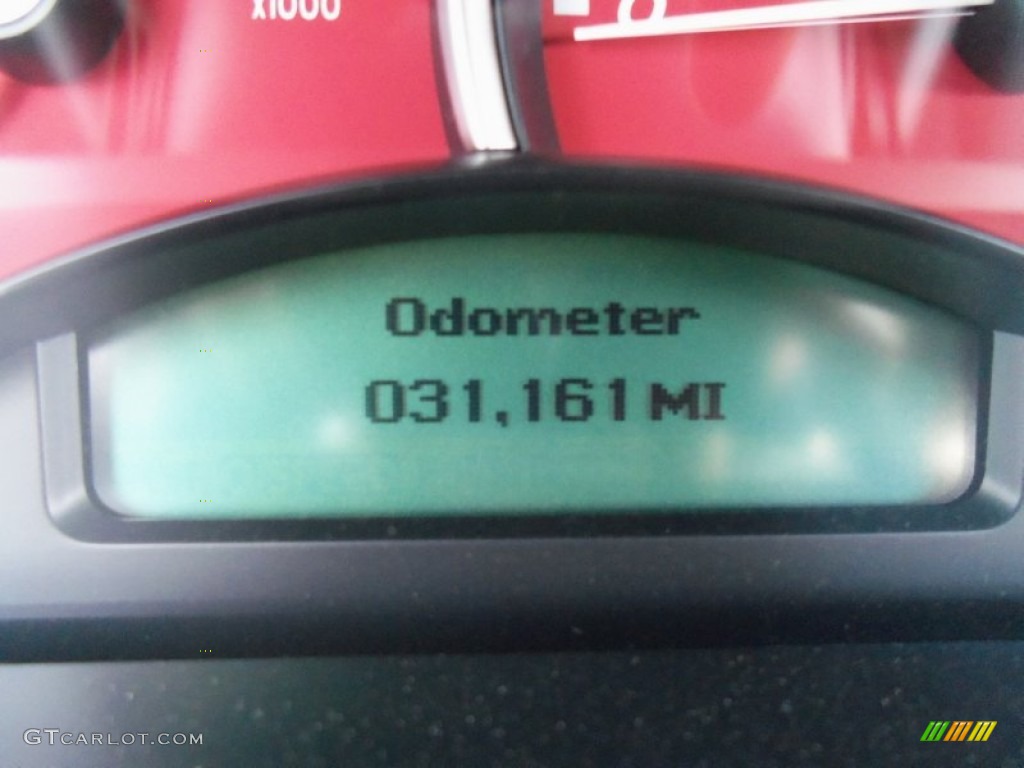 x1000
Odometer
031,161 MI
GTCARLOT.COM